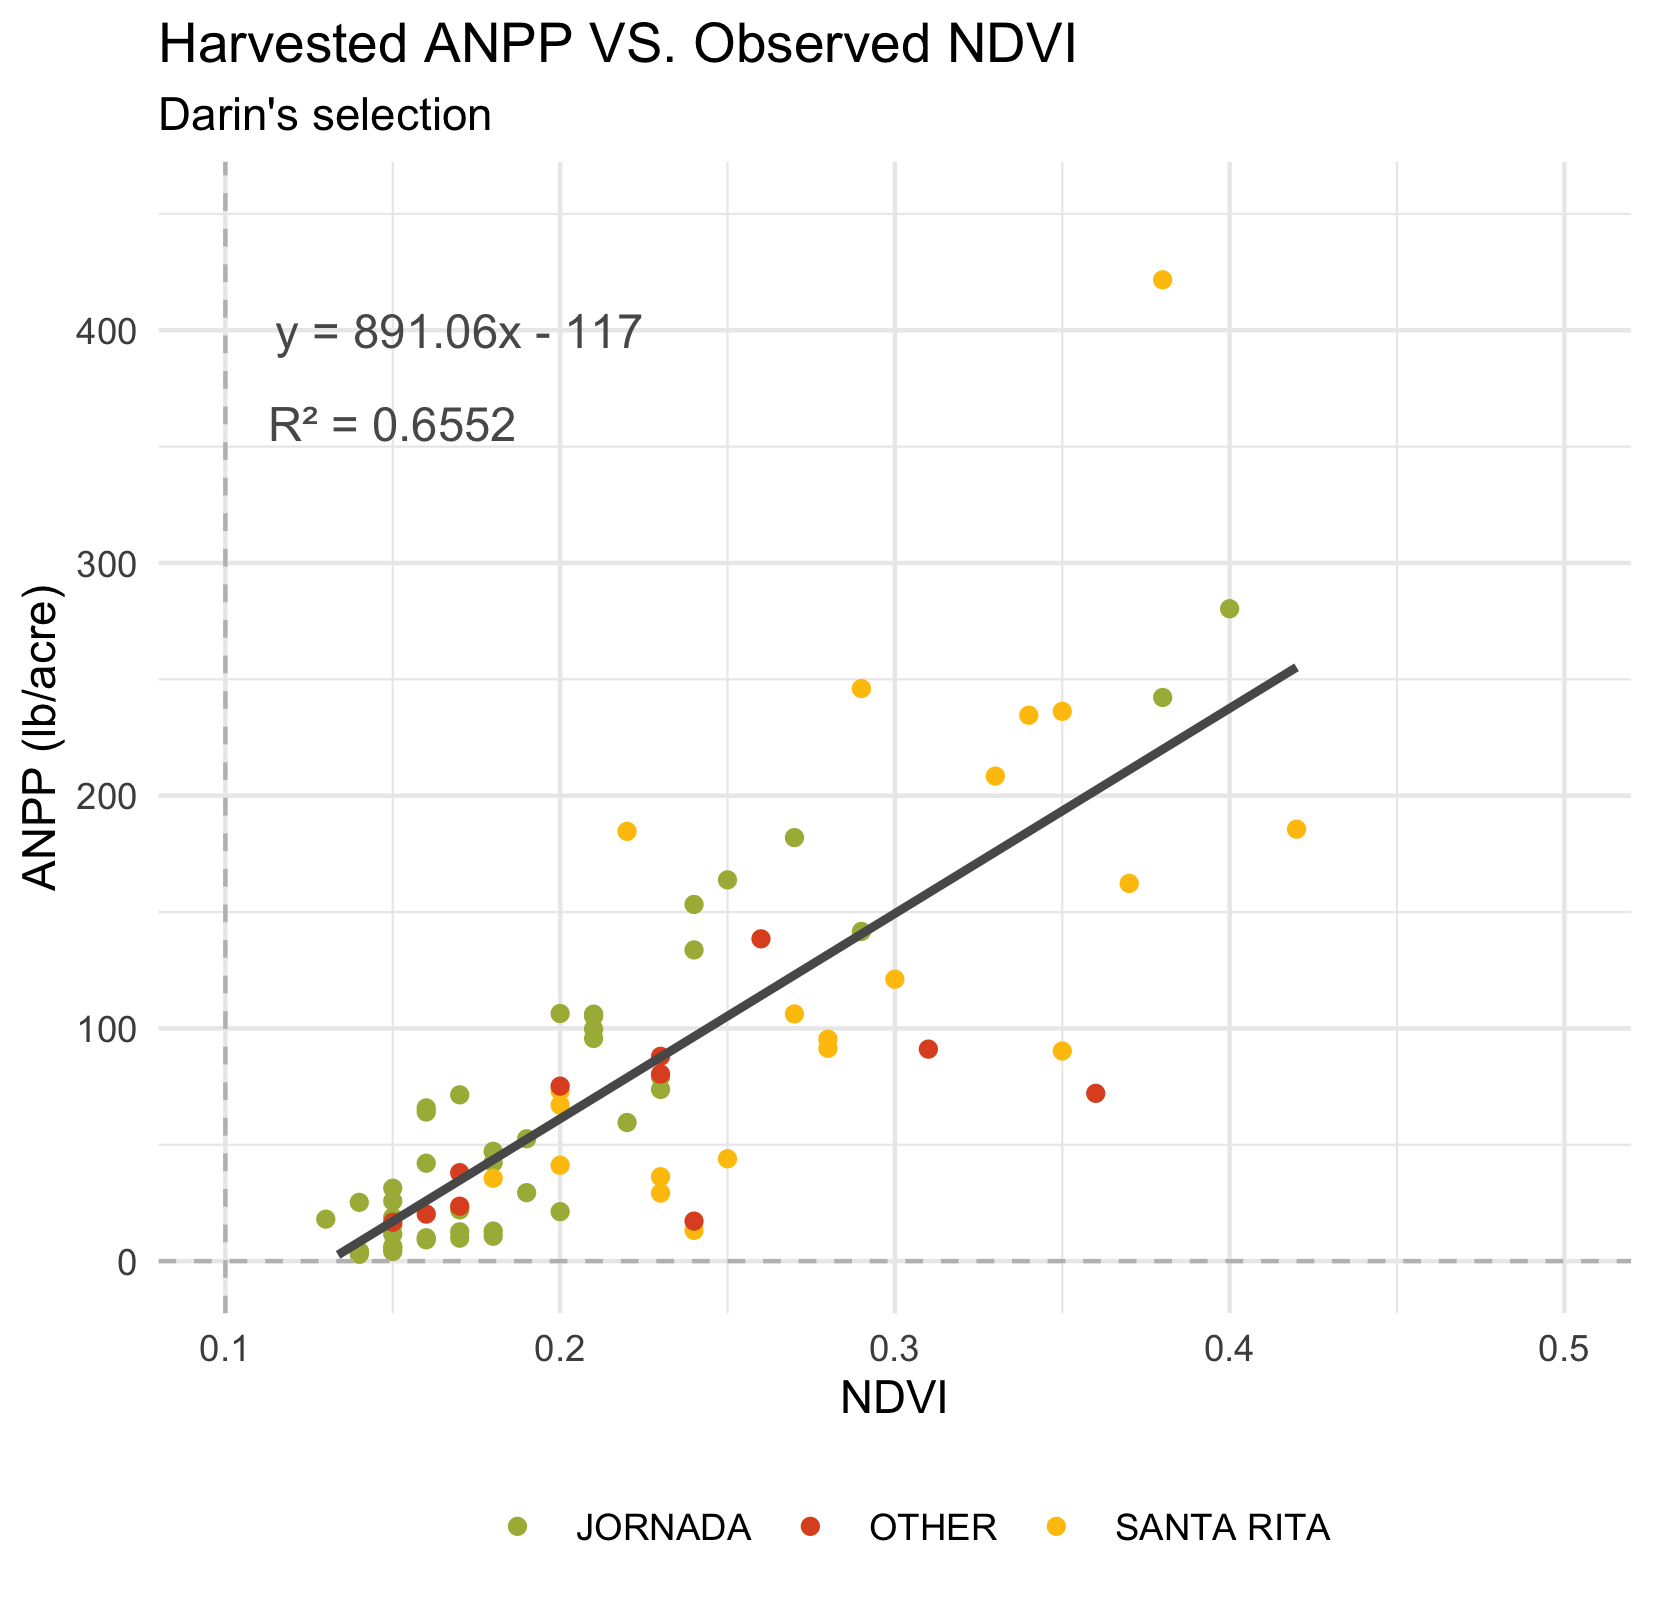 Harvested ANPP VS. Observed NDVI
Darin's selection
y = 891.06x - 117
R² = 0.6552
ANPP (lb/acre)
400
300
200
100
0
0.1 0.2 0.3 0.4 0.5
NDVI
JORNADA OTHER SANTA RITA